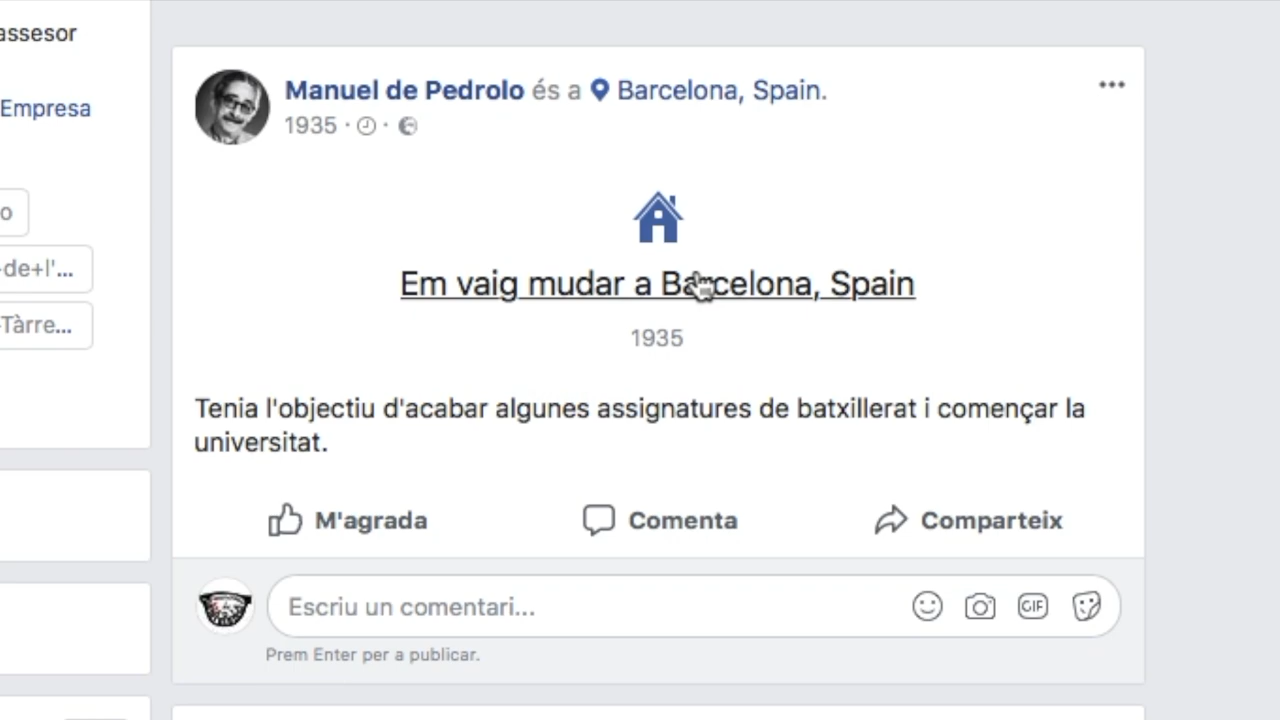 assesor
Empresa
o
-de+l'...
-Tàrre...
Manuel de Pedrolo és a Barcelona, Spain.
1935 · ·
Em vaig mudar a Barcelona, Spain
1935
Tenia l'objectiu d'acabar algunes assignatures de batxillerat i començar la
universitat.
M'agrada Comenta Comparteix
Escriu un comentari... GIF
Prem Enter per a publicar.